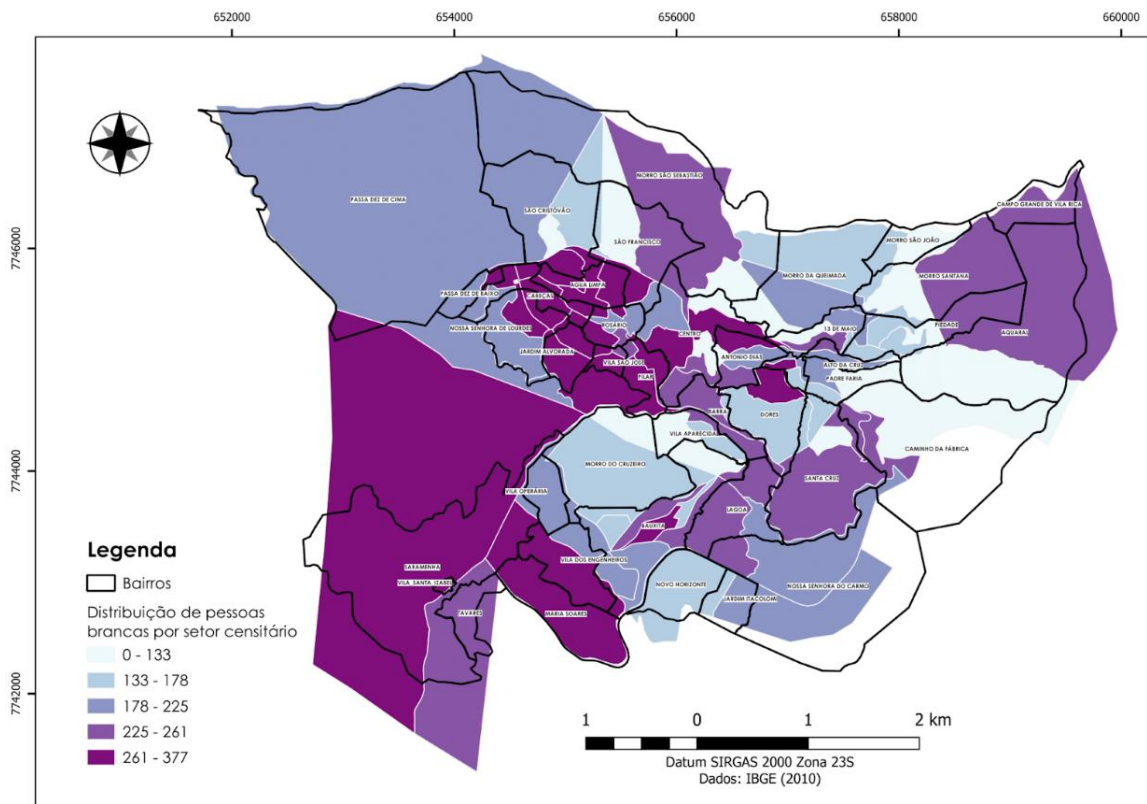 652000
654000
656000
658000
660000
7746000
7744000
7742000
MORRO SÃO SEBASTIÃO
PASSA DEZ DE CIMA
CAMPO GRANDE DE VILA RICA
SÃO CRISTÓVÃO
SÃO FRANCISCO
MORRO SÃO JOÃO
MORRO DA QUEIMADA
MORRO SANTANA
ÁGUA LIMPA
PASSA DEZ DE BAIXO
CABEÇAS
NOSSA SENHORA DE LOURDES
ROSÁRIO
CENTRO
13 DE MAIO
PIEDADE
AQUARAS
JARDIM ALVORADA
ANTONIO DIAS
VILA SÃO JOSÉ
ALTO DA CRUZ
PILAR
PADRE FARIA
BARRA
DORES
VILA APARECIDA
CAMINHO DA FÁBRICA
MORRO DO CRUZEIRO
SANTA CRUZ
VILA OPERÁRIA
LAGOA
BAUXITA
VILA DOS ENGENHEIROS
SARAMENHA
VILA SANTA IZABEL
NOVO HORIZONTE
NOSSA SENHORA DO CARMO
JARDIM ITACOLOMI
TAVARES
MARIA SOARES
Legenda
Bairros
Distribuição de pessoas
brancas por setor censitário
0 - 133
133 - 178
178 - 225
225 - 261
261 - 377
1 0 1 2 km
Datum SIRGAS 2000 Zona 23S
Dados: IBGE (2010)